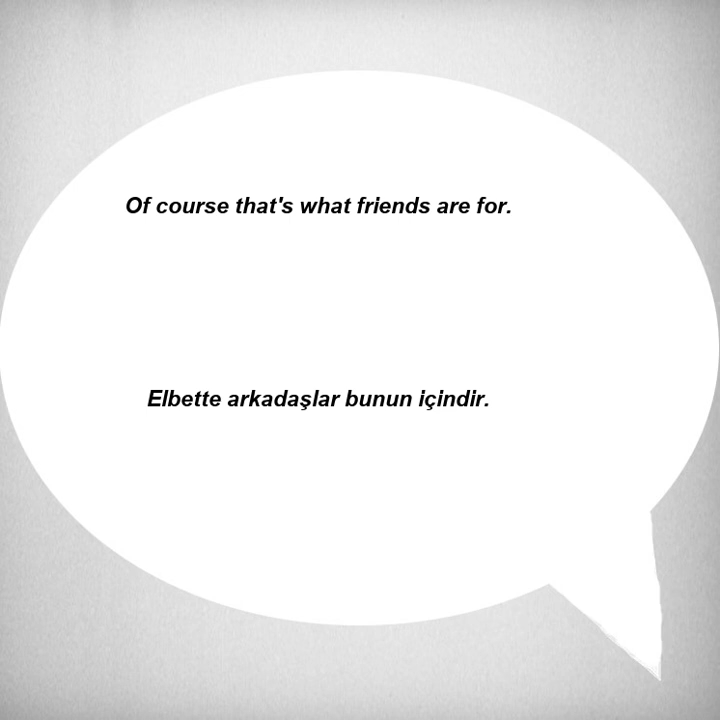 Of course that's what friends are for.
Elbette arkadaşlar bunun içindir.